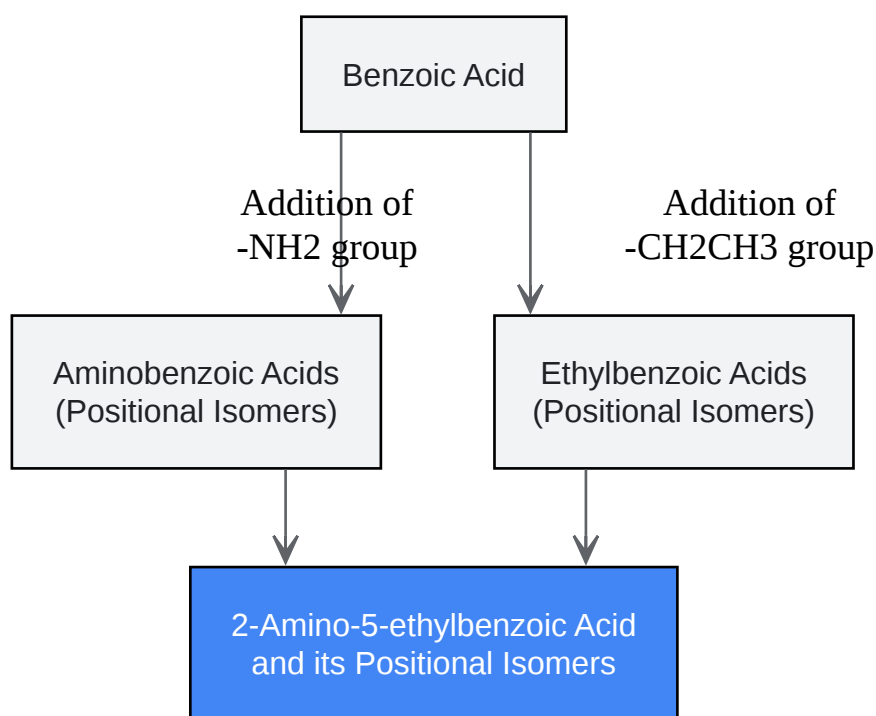 Benzoic Acid
Addition of
-NH2 group
Addition of
-CH2CH3 group
Aminobenzoic Acids
(Positional Isomers)
Ethylbenzoic Acids
(Positional Isomers)
2-Amino-5-ethylbenzoic Acid
and its Positional Isomers